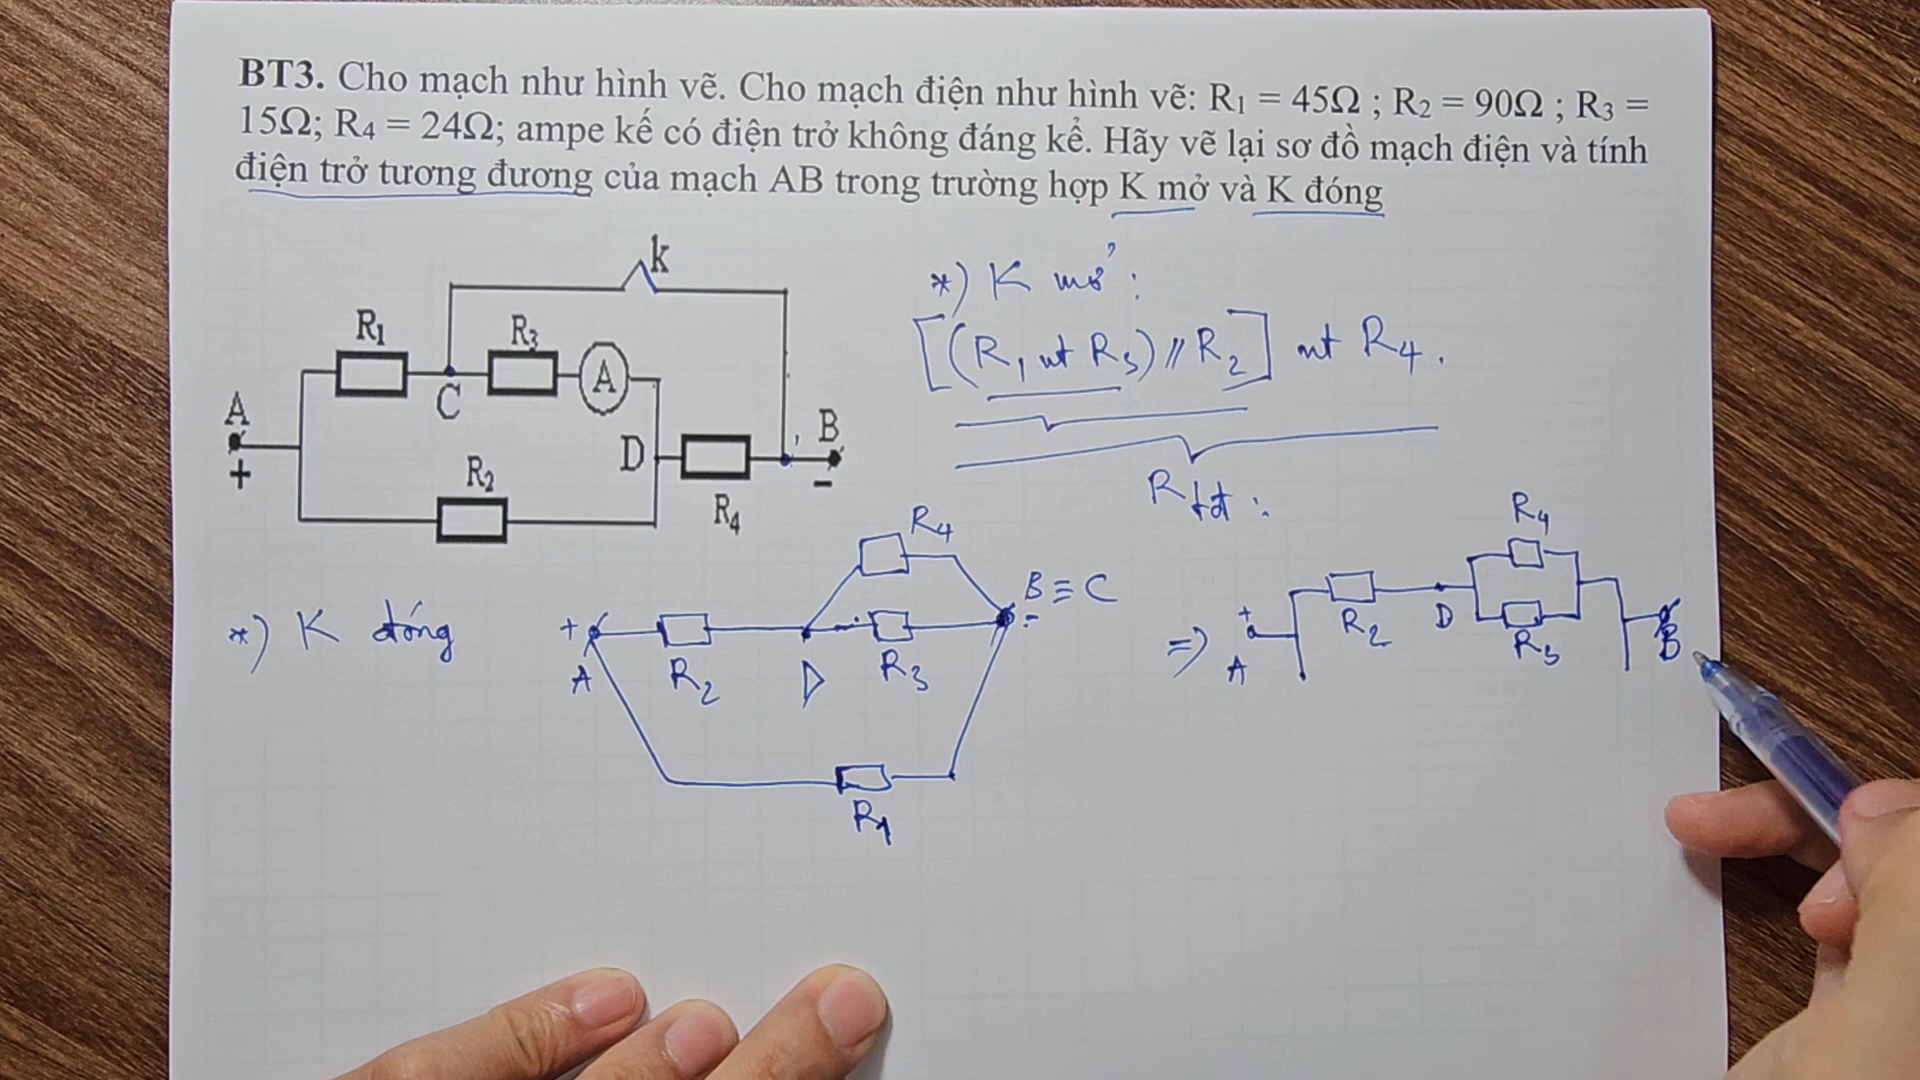 BT3. Cho mạch như hình vẽ. Cho mạch điện như hình vẽ: R1 = 45Ω ; R2 = 90Ω ; R3 =
15Ω; R4 = 24Ω; ampe kế có điện trở không đáng kể. Hãy vẽ lại sơ đồ mạch điện và tính
điện trở tương đương của mạch AB trong trường hợp K mở và K đóng
k
R1
R3
A
C
A
+
D
B
-
R2
R4
*) K mở :
[(R1 nt R3) // R2] nt R4 .
Rtđ :
*) K đóng
R4
B ≡ C
+
-
A
R2
D
R3
R1
=>
R4
+
A
R2
D
R3
B